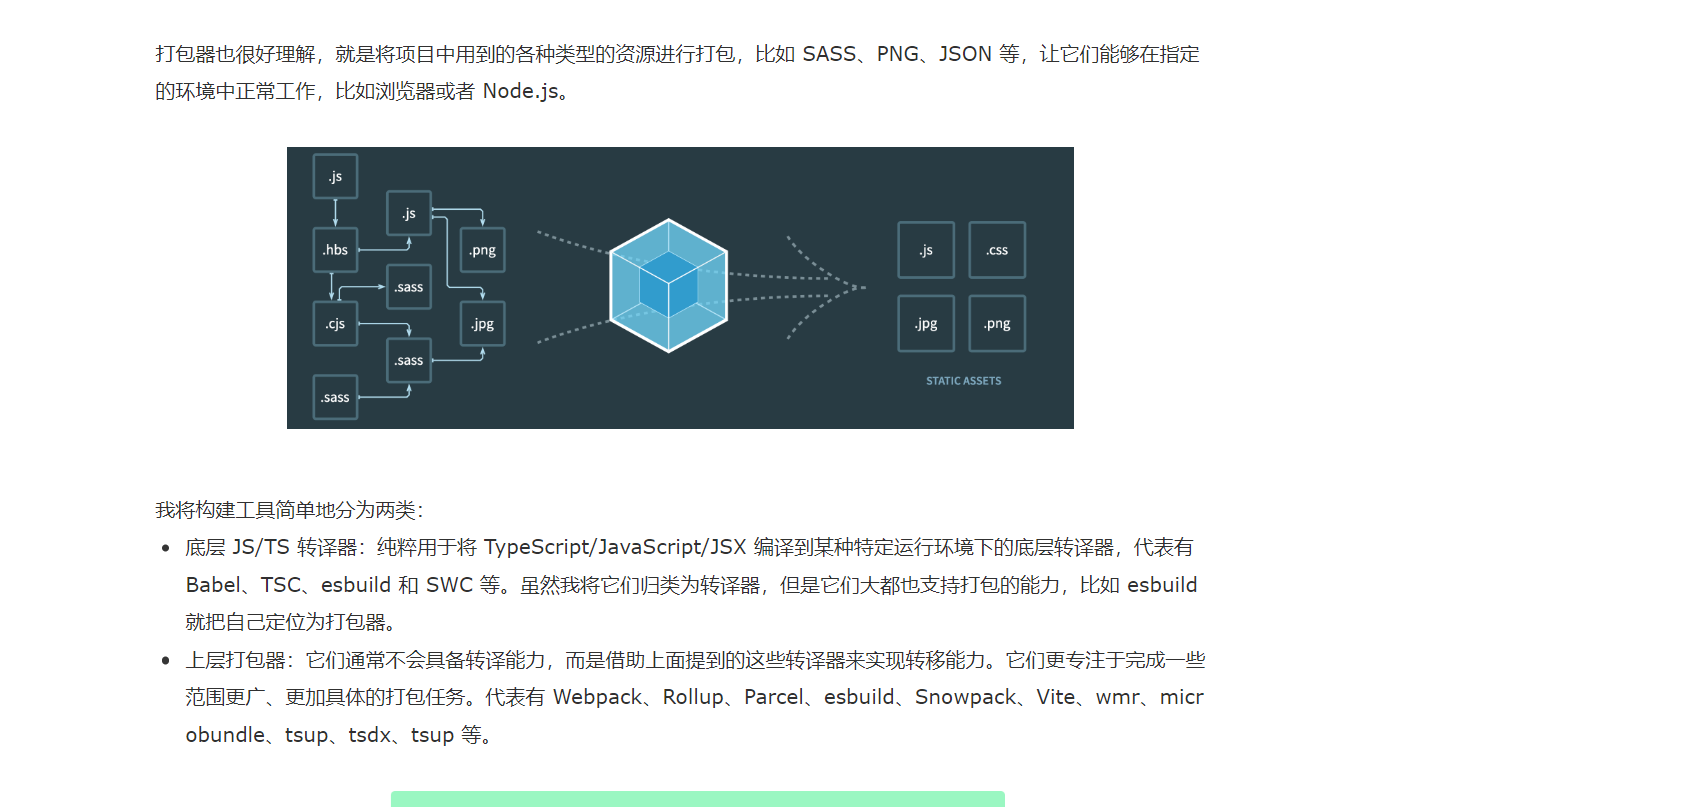 打包器也很好理解，就是将项目中用到的各种类型的资源进行打包，比如 SASS、PNG、JSON 等，让它们能够在指定
的环境中正常工作，比如浏览器或者 Node.js。
.js
.js
.hbs
.png
.sass
.cjs
.jpg
.sass
.sass
.js
.css
.jpg
.png
STATIC ASSETS
我将构建工具简单地分为两类：
• 底层 JS/TS 转译器：纯粹用于将 TypeScript/JavaScript/JSX 编译到某种特定运行环境下的底层转译器，代表有
Babel、TSC、esbuild 和 SWC 等。虽然我将它们归类为转译器，但是它们大都也支持打包的能力，比如 esbuild
就把自己定位为打包器。
• 上层打包器：它们通常不会具备转译能力，而是借助上面提到的这些转译器来实现转移能力。它们更专注于完成一些
范围更广、更加具体的打包任务。代表有 Webpack、Rollup、Parcel、esbuild、Snowpack、Vite、wmr、micr
obundle、tsup、tsdx、tsup 等。